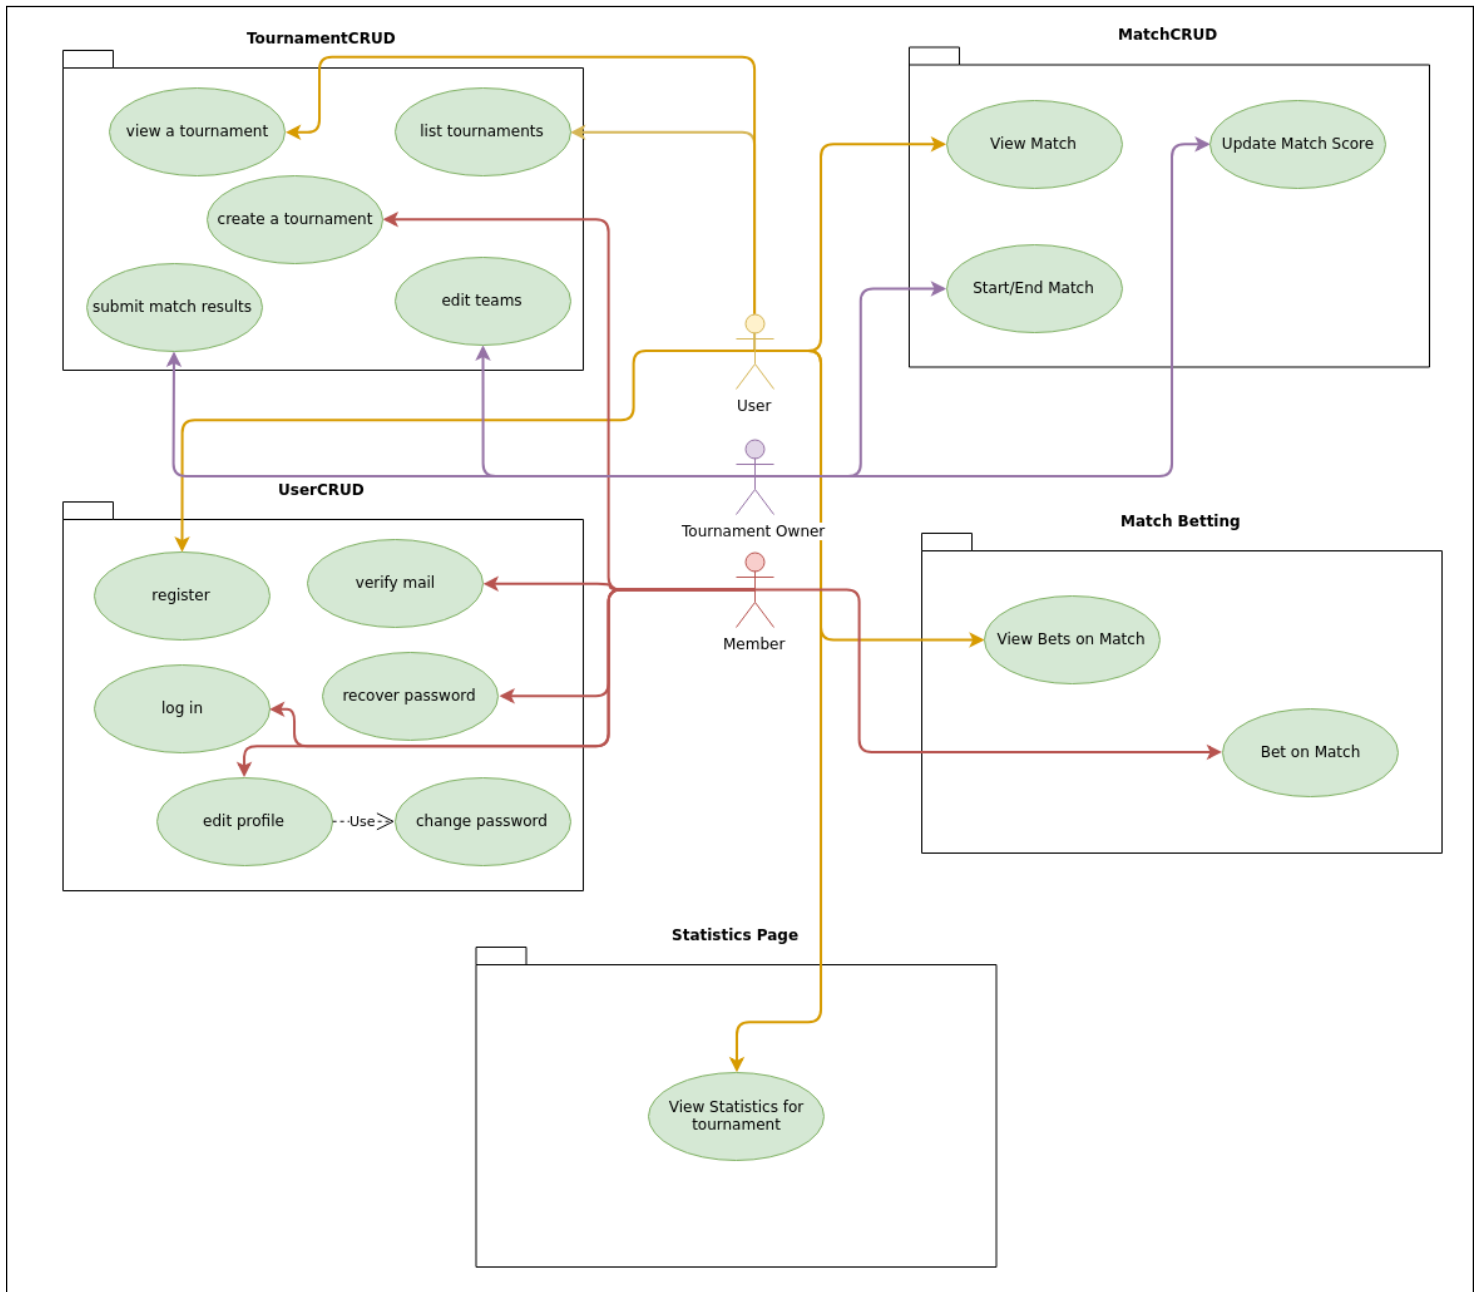 TournamentCRUD
view a tournament
list tournaments
create a tournament
submit match results
edit teams
MatchCRUD
View Match
Update Match Score
Start/End Match
User
Tournament Owner
Member
UserCRUD
register
verify mail
log in
recover password
edit profile
Use
change password
Match Betting
View Bets on Match
Bet on Match
Statistics Page
View Statistics for
tournament